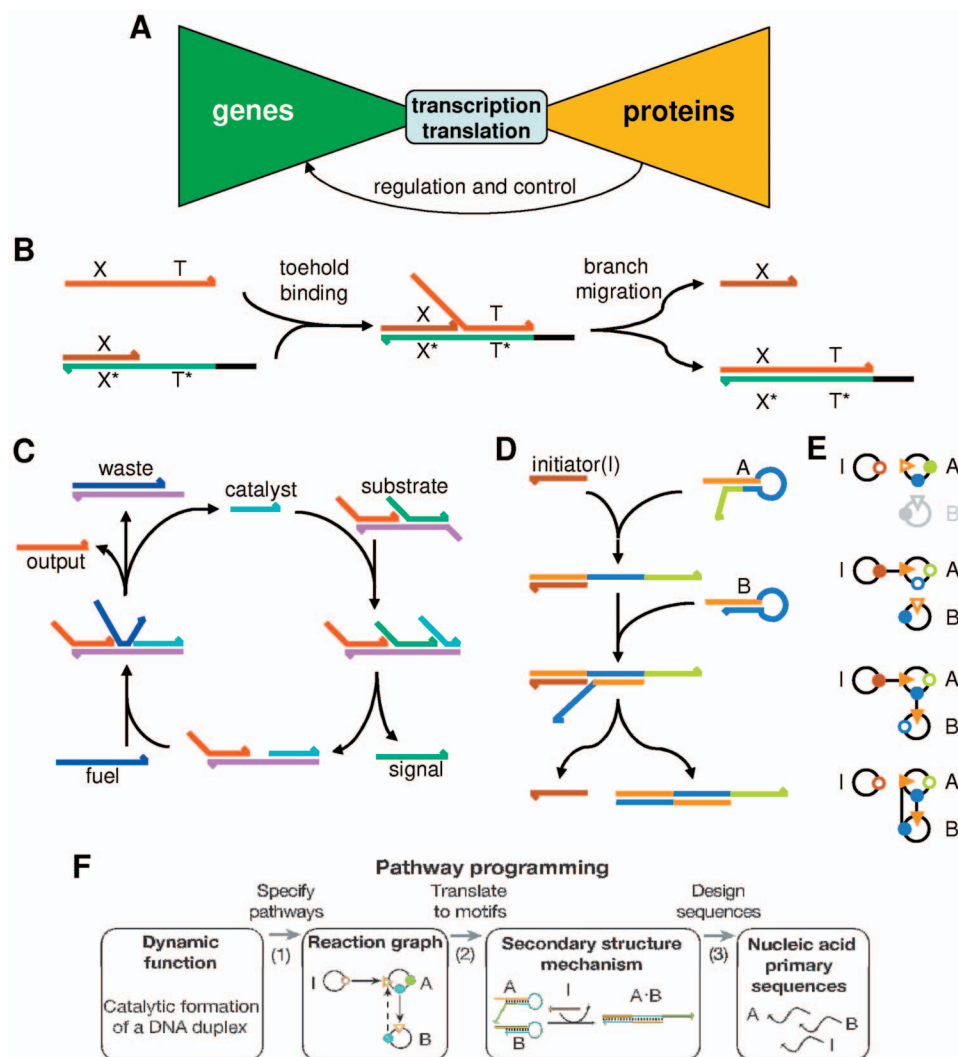 A
genes
transcription
translation
proteins
regulation and control
B
X T
X
X* T*
toehold
binding
X T
X* T*
branch
migration
X
X T
X* T*
C
waste
catalyst
substrate
output
fuel
signal
D
initiator(I)
A
B
E
I A
B
I A
B
I A
B
I A
B
F
Pathway programming
Specify
pathways
(1)
Translate
to motifs
(2)
Design
sequences
(3)
Dynamic
function
Catalytic formation
of a DNA duplex
Reaction graph
I A
B
Secondary structure
mechanism
A I A·B
B
Nucleic acid
primary
sequences
A B
I